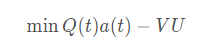 min Q(t)a(t) − VU